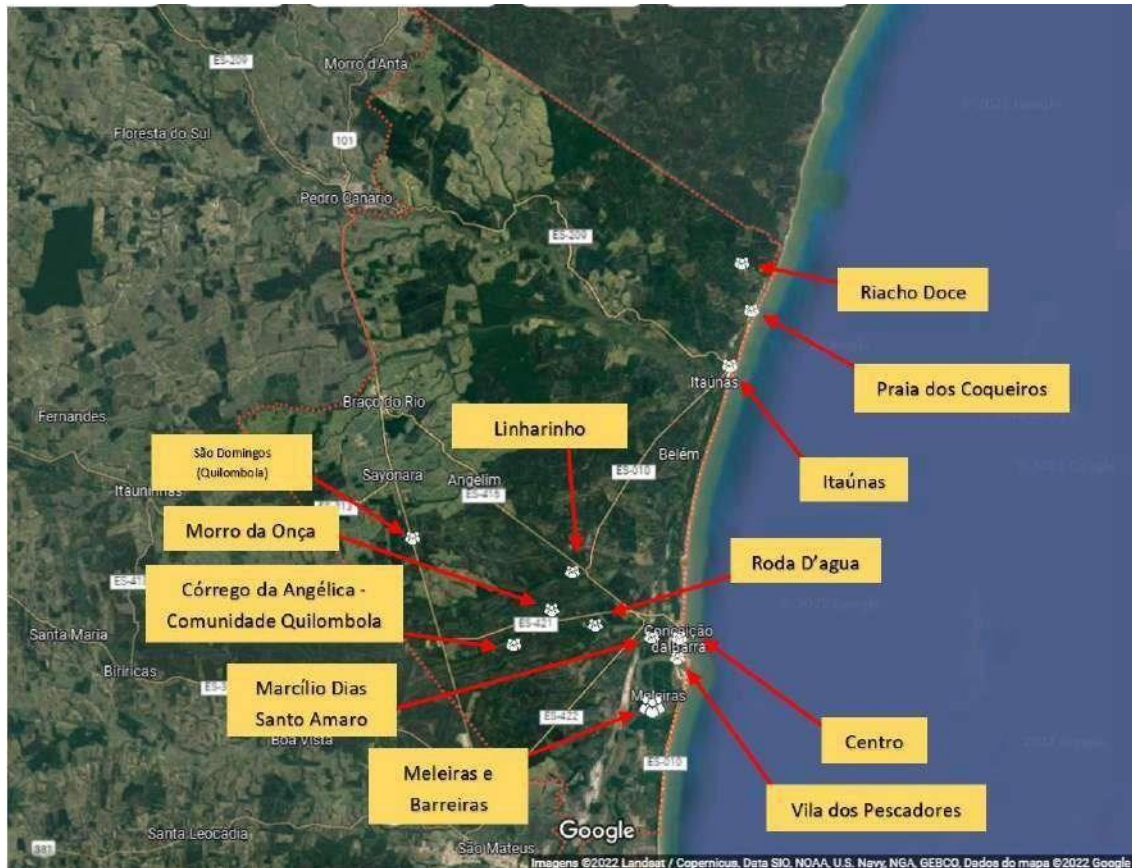 ES-209
Morro d'Anta
Floresta do Sul
101
Pedro Canário
ES-209
Riacho Doce
Praia dos Coqueiros
Itaúnas
Braço do Rio
Fernandes
Linharinho
Belém
São Domingos
(Quilombola)
Sayonara
ES-010
Itaúnas
Angelim
Itauninhas
ES-416
Morro da Onça
Roda D'agua
Córrego da Angélica -
Comunidade Quilombola
ES-421
Santa Maria
Conceição
da Barra
Biriricas
Marcílio Dias
Santo Amaro
Meleiras
ES-422
Boa Vista
Centro
Meleiras e
Barreiras
ES-010
Vila dos Pescadores
Santa Leocádia
Google
381
São Mateus
Imagens ©2022 Landsat / Copernicus, Data SIO, NOAA, U.S. Navy, NGA, GEBCO, Dados do mapa ©2022 Google